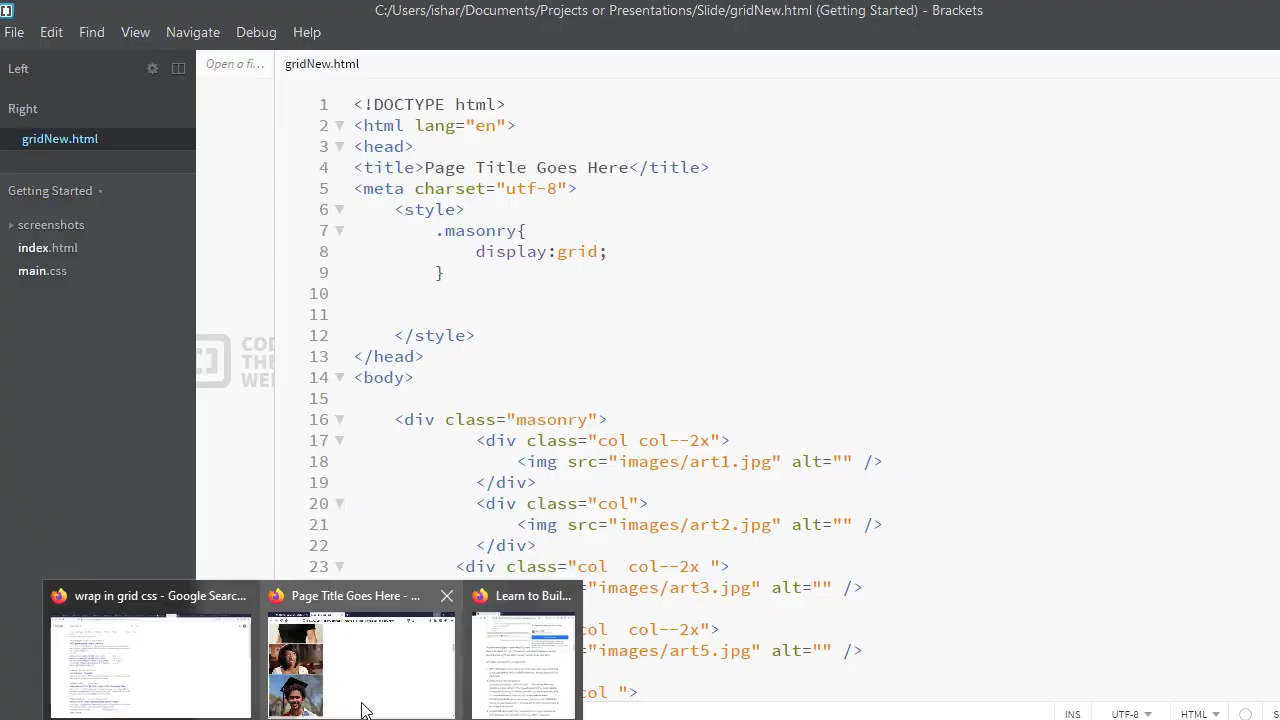 C:/Users/ishar/Documents/Projects or Presentations/Slide/gridNew.html (Getting Started) - Brackets
File Edit Find View Navigate Debug Help
Left
Right
gridNew.html
Getting Started
screenshots
index.html
main.css
Open a fi...
gridNew.html
COD
THE
WE
1 <!DOCTYPE html>
2 <html lang="en">
3 <head>
4 <title>Page Title Goes Here</title>
5 <meta charset="utf-8">
6 <style>
7 .masonry{
8 display:grid;
9 }
10
11
12 </style>
13 </head>
14 <body>
15
16 <div class="masonry">
17 <div class="col col--2x">
18 <img src="images/art1.jpg" alt="" />
19 </div>
20 <div class="col">
21 <img src="images/art2.jpg" alt="" />
22 </div>
23 <div class="col  col--2x ">
="images/art3.jpg" alt="" />
col col--2x">
="images/art5.jpg" alt="" />
col ">
wrap in grid css - Google Searc...
Page Title Goes Here - ...
Learn to Buil...
INS UTF-8 HTML S